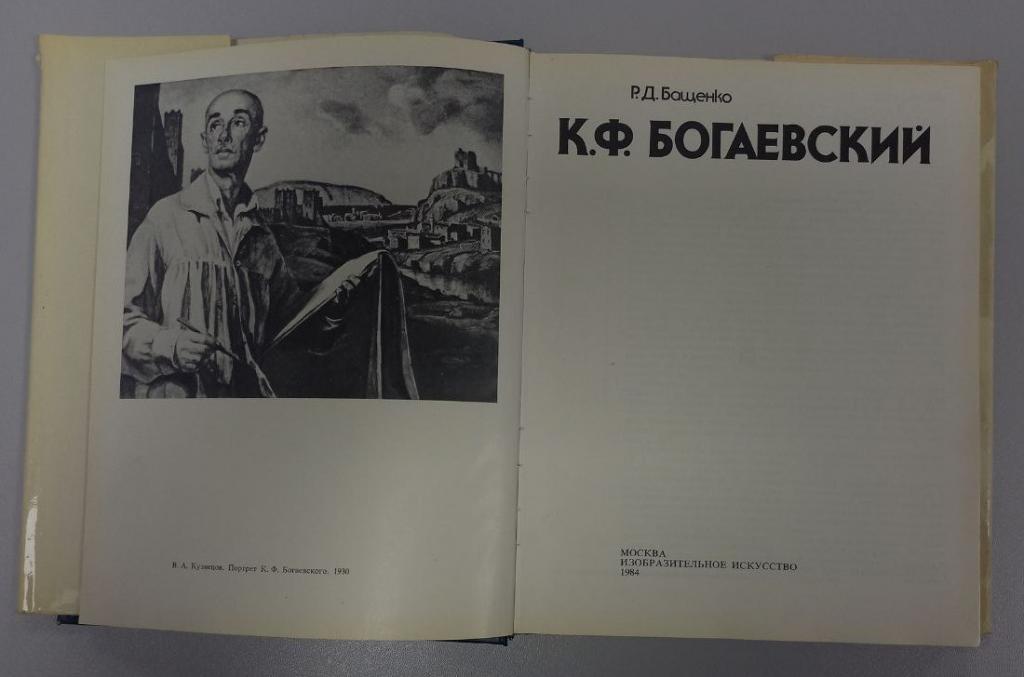 В. А. Кузнецов. Портрет К. Ф. Богаевского. 1930
Р.Д. Бащенко
К.Ф. БОГАЕВСКИЙ
МОСКВА
ИЗОБРАЗИТЕЛЬНОЕ ИСКУССТВО
1984